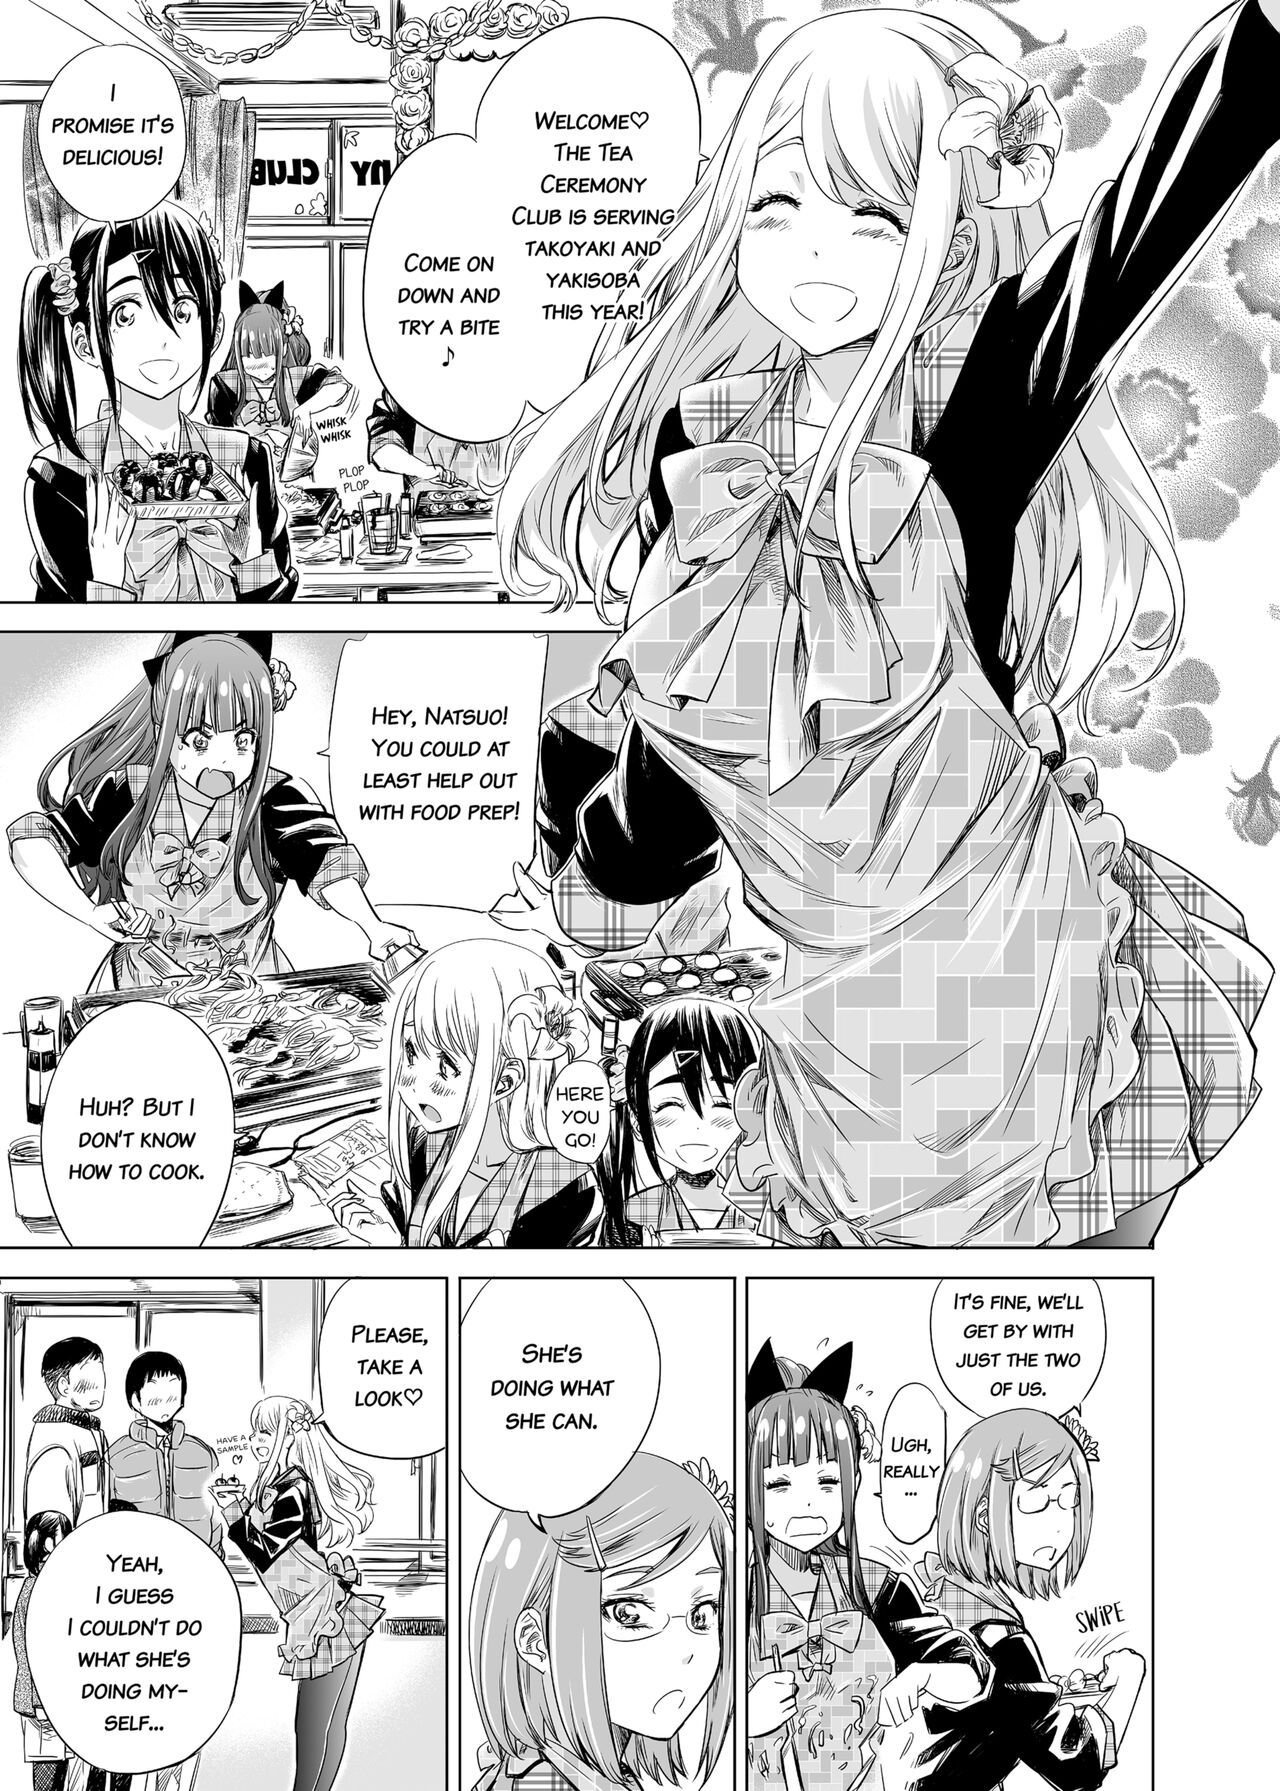 Welcome♡
The Tea
Ceremony
Club is serving
takoyaki and
yakisoba
this year!
Come on
down and
try a bite
♪
I
promise it's
delicious!
NY CLUB
WHISK
WHISK
PLOP
PLOP
Hey, Natsuo!
You could at
least help out
with food prep!
Here
you
go!
Huh? But I
don't know
how to cook.
It's fine, we'll
get by with
just the two
of us.
Ugh,
really
...
SWIPE
She's
doing what
she can.
Please,
take a
look♡
Have a
sample
♡
Yeah,
I guess
I couldn't do
what she's
doing my-
self...